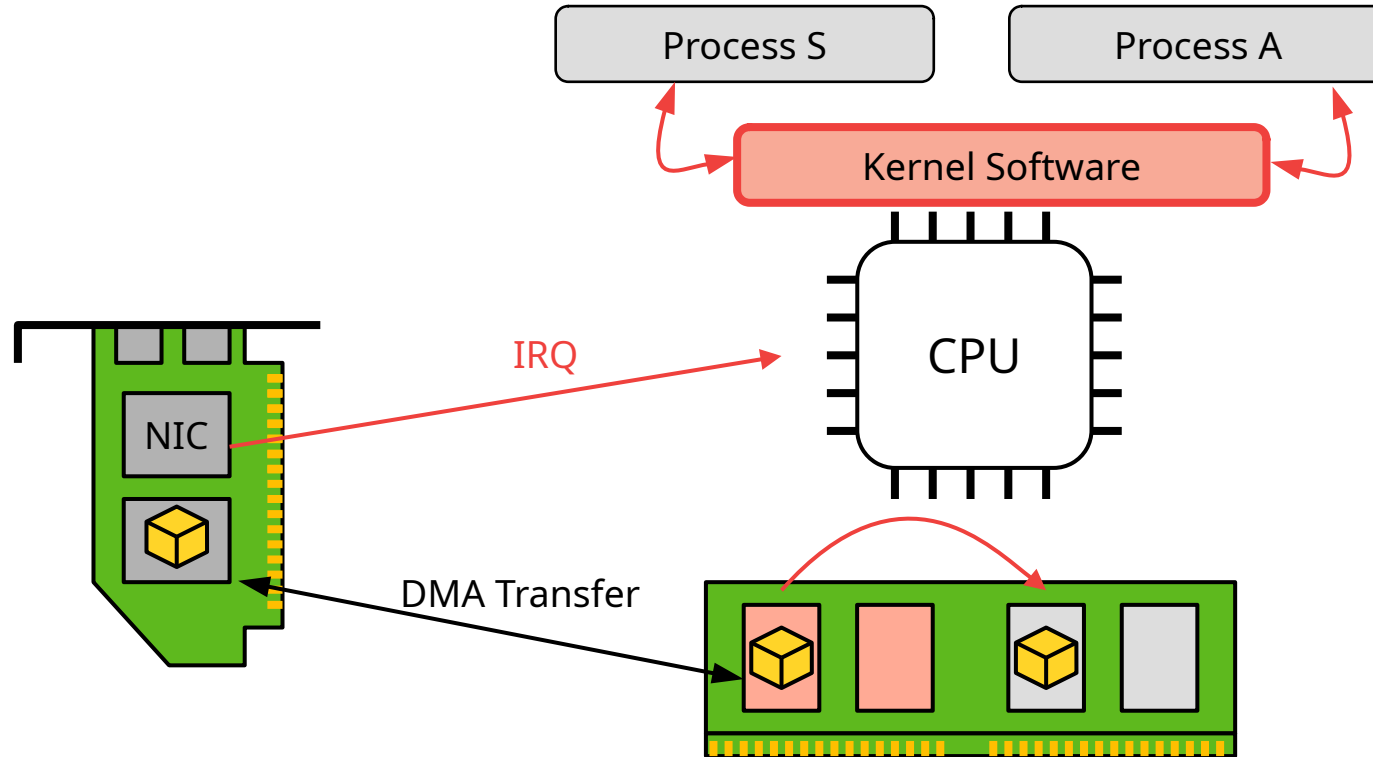 Process S
Process A
Kernel Software
IRQ
CPU
NIC
DMA Transfer